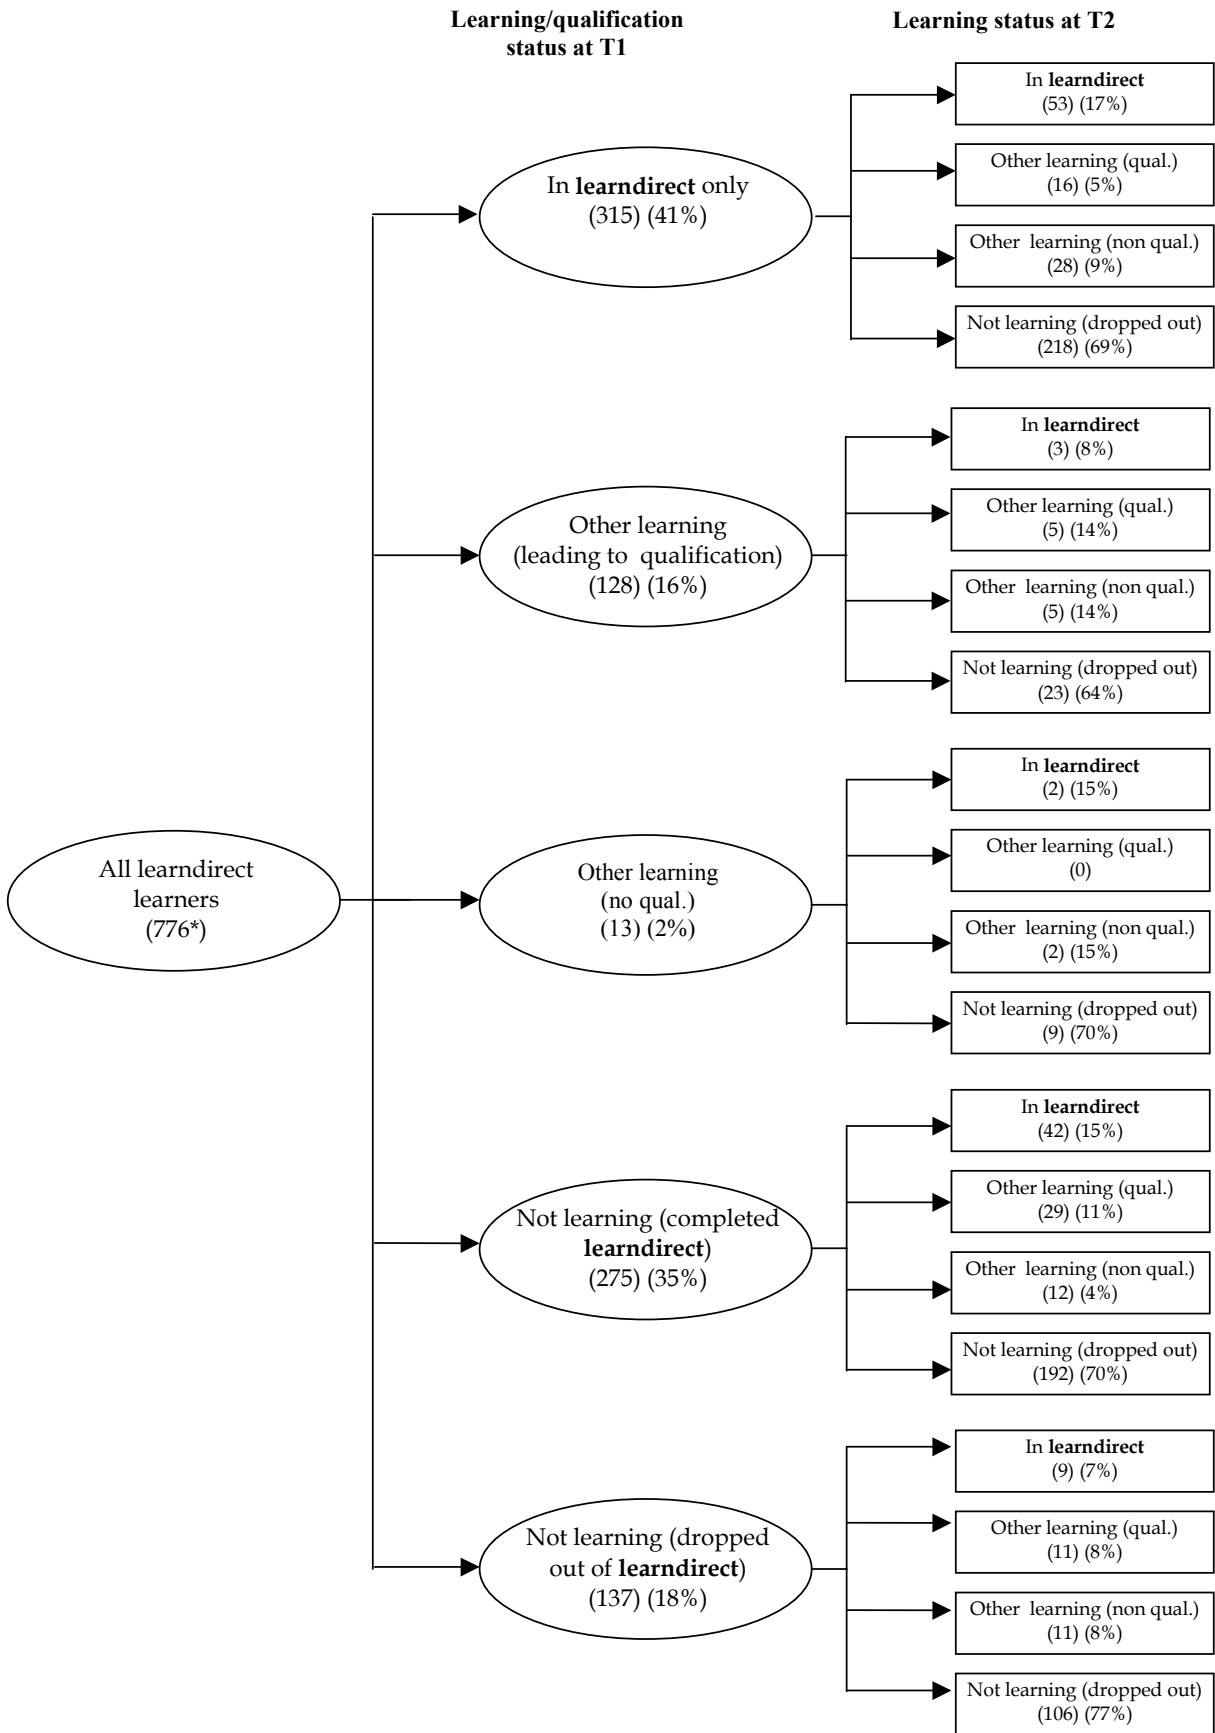 Learning/qualification
status at T1
Learning status at T2
In learndirect
(53) (17%)
Other learning (qual.)
(16) (5%)
In learndirect only
(315) (41%)
Other  learning (non qual.)
(28) (9%)
Not learning (dropped out)
(218) (69%)
In learndirect
(3) (8%)
Other learning (qual.)
(5) (14%)
Other learning
(leading to  qualification)
(128) (16%)
Other  learning (non qual.)
(5) (14%)
Not learning (dropped out)
(23) (64%)
In learndirect
(2) (15%)
Other learning (qual.)
(0)
All learndirect
learners
(776*)
Other learning
(no qual.)
(13) (2%)
Other  learning (non qual.)
(2) (15%)
Not learning (dropped out)
(9) (70%)
In learndirect
(42) (15%)
Other learning (qual.)
(29) (11%)
Not learning (completed
learndirect)
(275) (35%)
Other  learning (non qual.)
(12) (4%)
Not learning (dropped out)
(192) (70%)
In learndirect
(9) (7%)
Other learning (qual.)
(11) (8%)
Not learning (dropped
out of learndirect)
(137) (18%)
Other  learning (non qual.)
(11) (8%)
Not learning (dropped out)
(106) (77%)